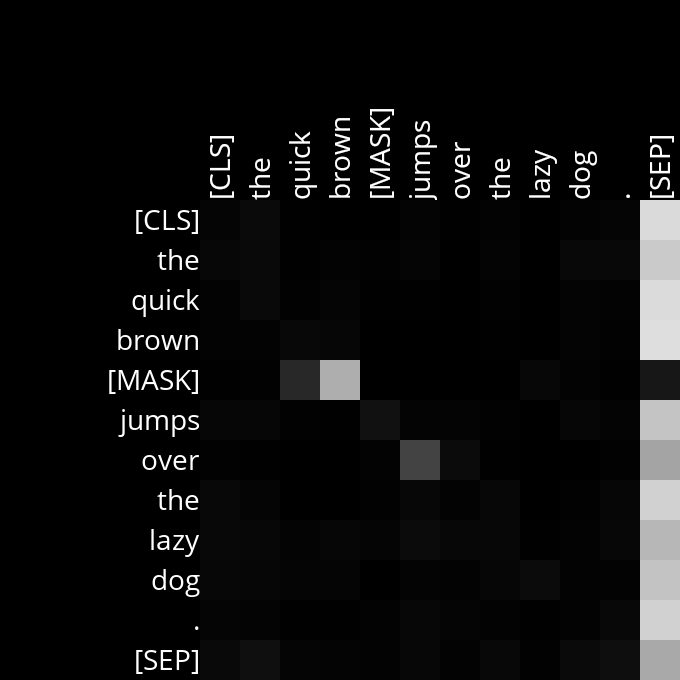 [CLS] the quick brown [MASK] jumps over the lazy dog . [SEP]
[CLS]
the
quick
brown
[MASK]
jumps
over
the
lazy
dog
.
[SEP]